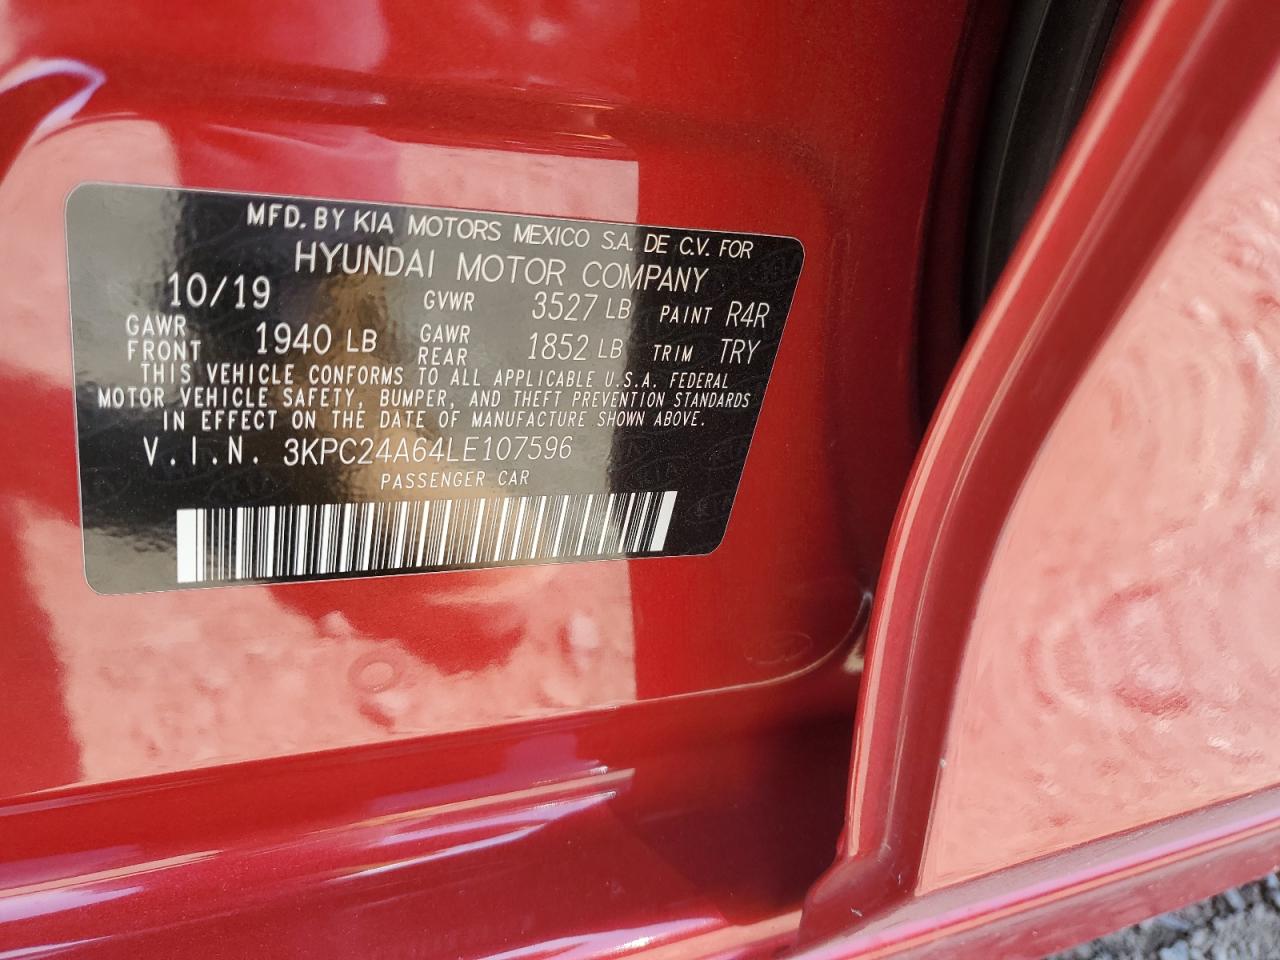 MFD. BY KIA MOTORS MEXICO S.A. DE C.V. FOR
HYUNDAI MOTOR COMPANY
10/19 GVWR 3527 LB PAINT R4R
GAWR FRONT 1940 LB GAWR REAR 1852 LB TRIM TRY
THIS VEHICLE CONFORMS TO ALL APPLICABLE U.S.A. FEDERAL
MOTOR VEHICLE SAFETY, BUMPER, AND THEFT PREVENTION STANDARDS
IN EFFECT ON THE DATE OF MANUFACTURE SHOWN ABOVE.
V.I.N. 3KPC24A64LE107596
PASSENGER CAR